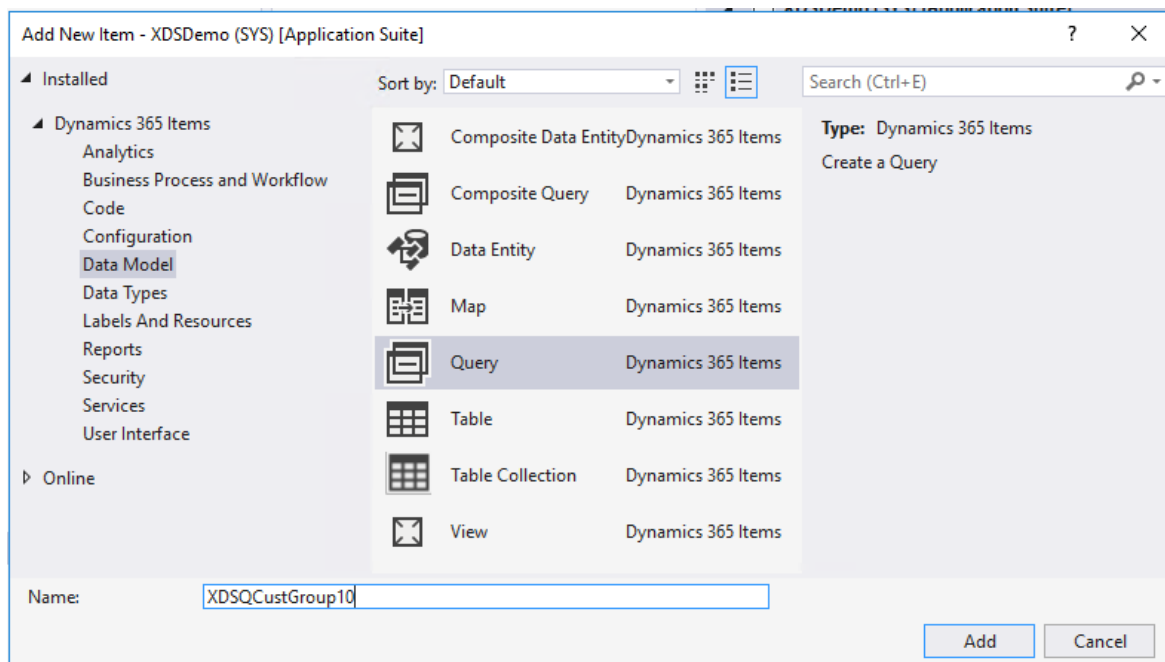 Add New Item - XDSDemo (SYS) [Application Suite]
?
Installed
Dynamics 365 Items
Analytics
Business Process and Workflow
Code
Configuration
Data Model
Data Types
Labels And Resources
Reports
Security
Services
User Interface
Online
Sort by: Default
Composite Data EntityDynamics 365 Items
Composite Query Dynamics 365 Items
Data Entity Dynamics 365 Items
Map Dynamics 365 Items
Query Dynamics 365 Items
Table Dynamics 365 Items
Table Collection Dynamics 365 Items
View Dynamics 365 Items
Search (Ctrl+E)
Type: Dynamics 365 Items
Create a Query
Name: XDSQCustGroup10
Add Cancel